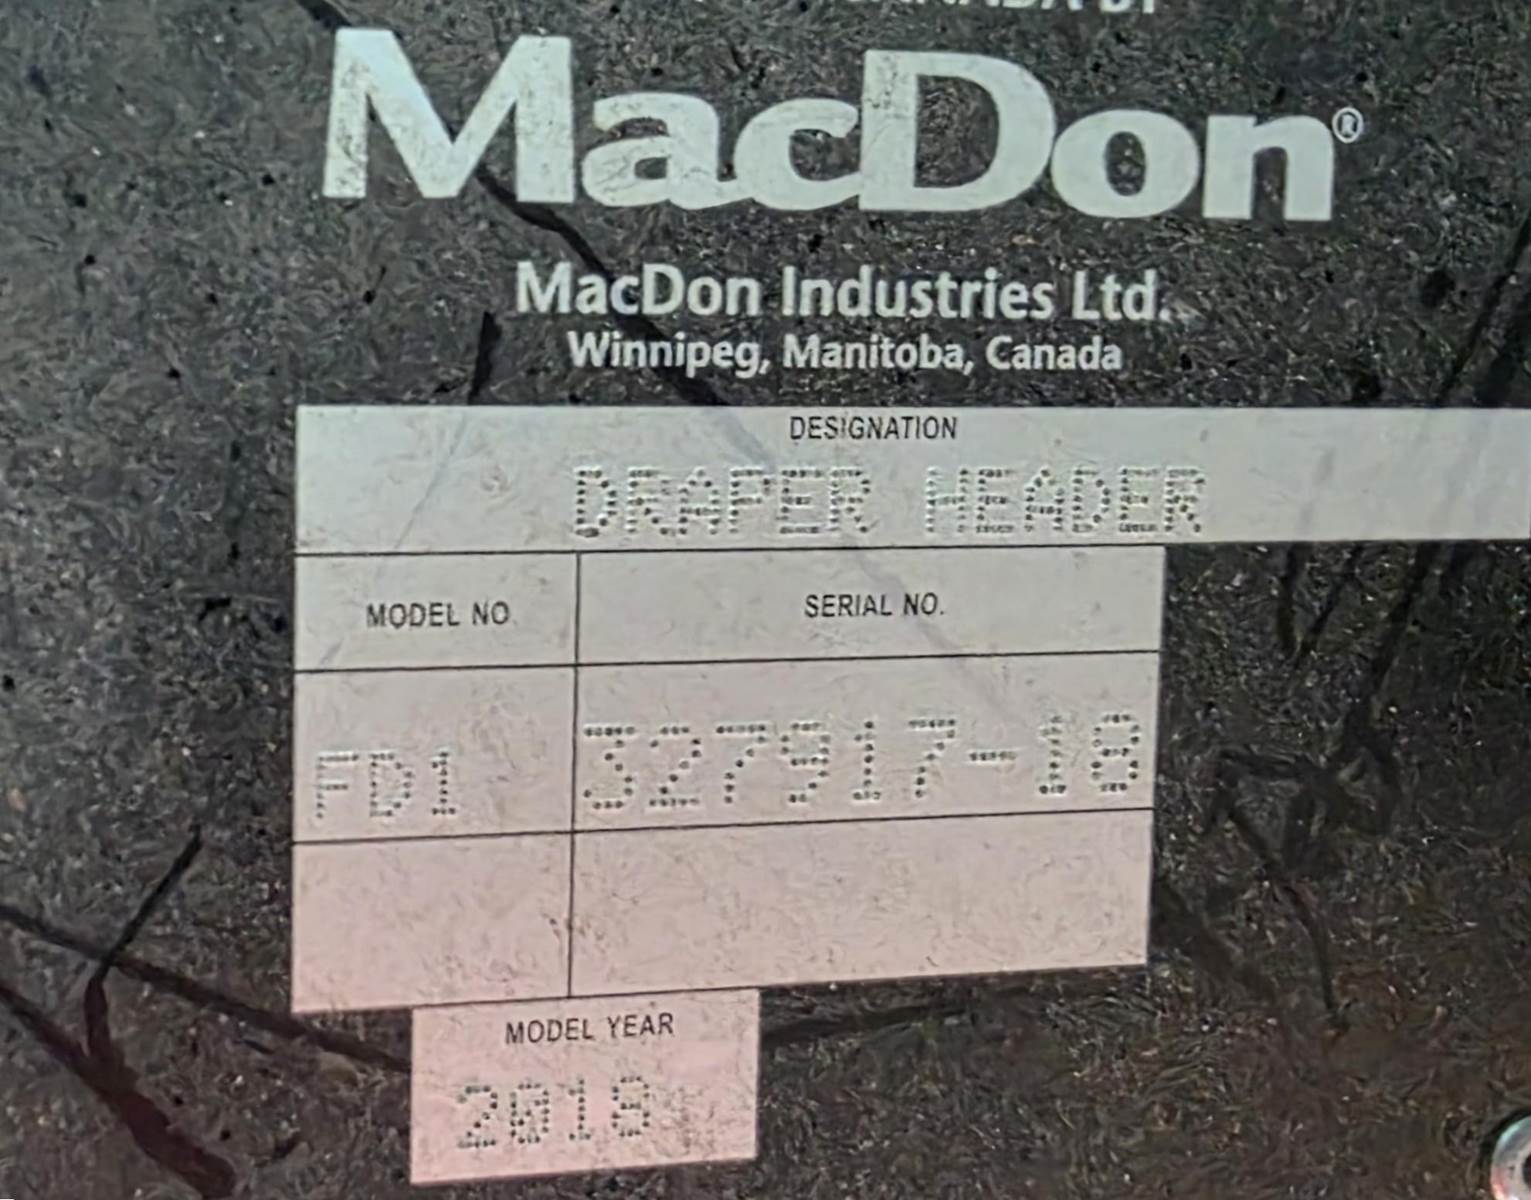 MacDon®
MacDon Industries Ltd.
Winnipeg, Manitoba, Canada
DESIGNATION
DRAPER HEADER
MODEL NO.
SERIAL NO.
FD1
327917-18
MODEL YEAR
2018